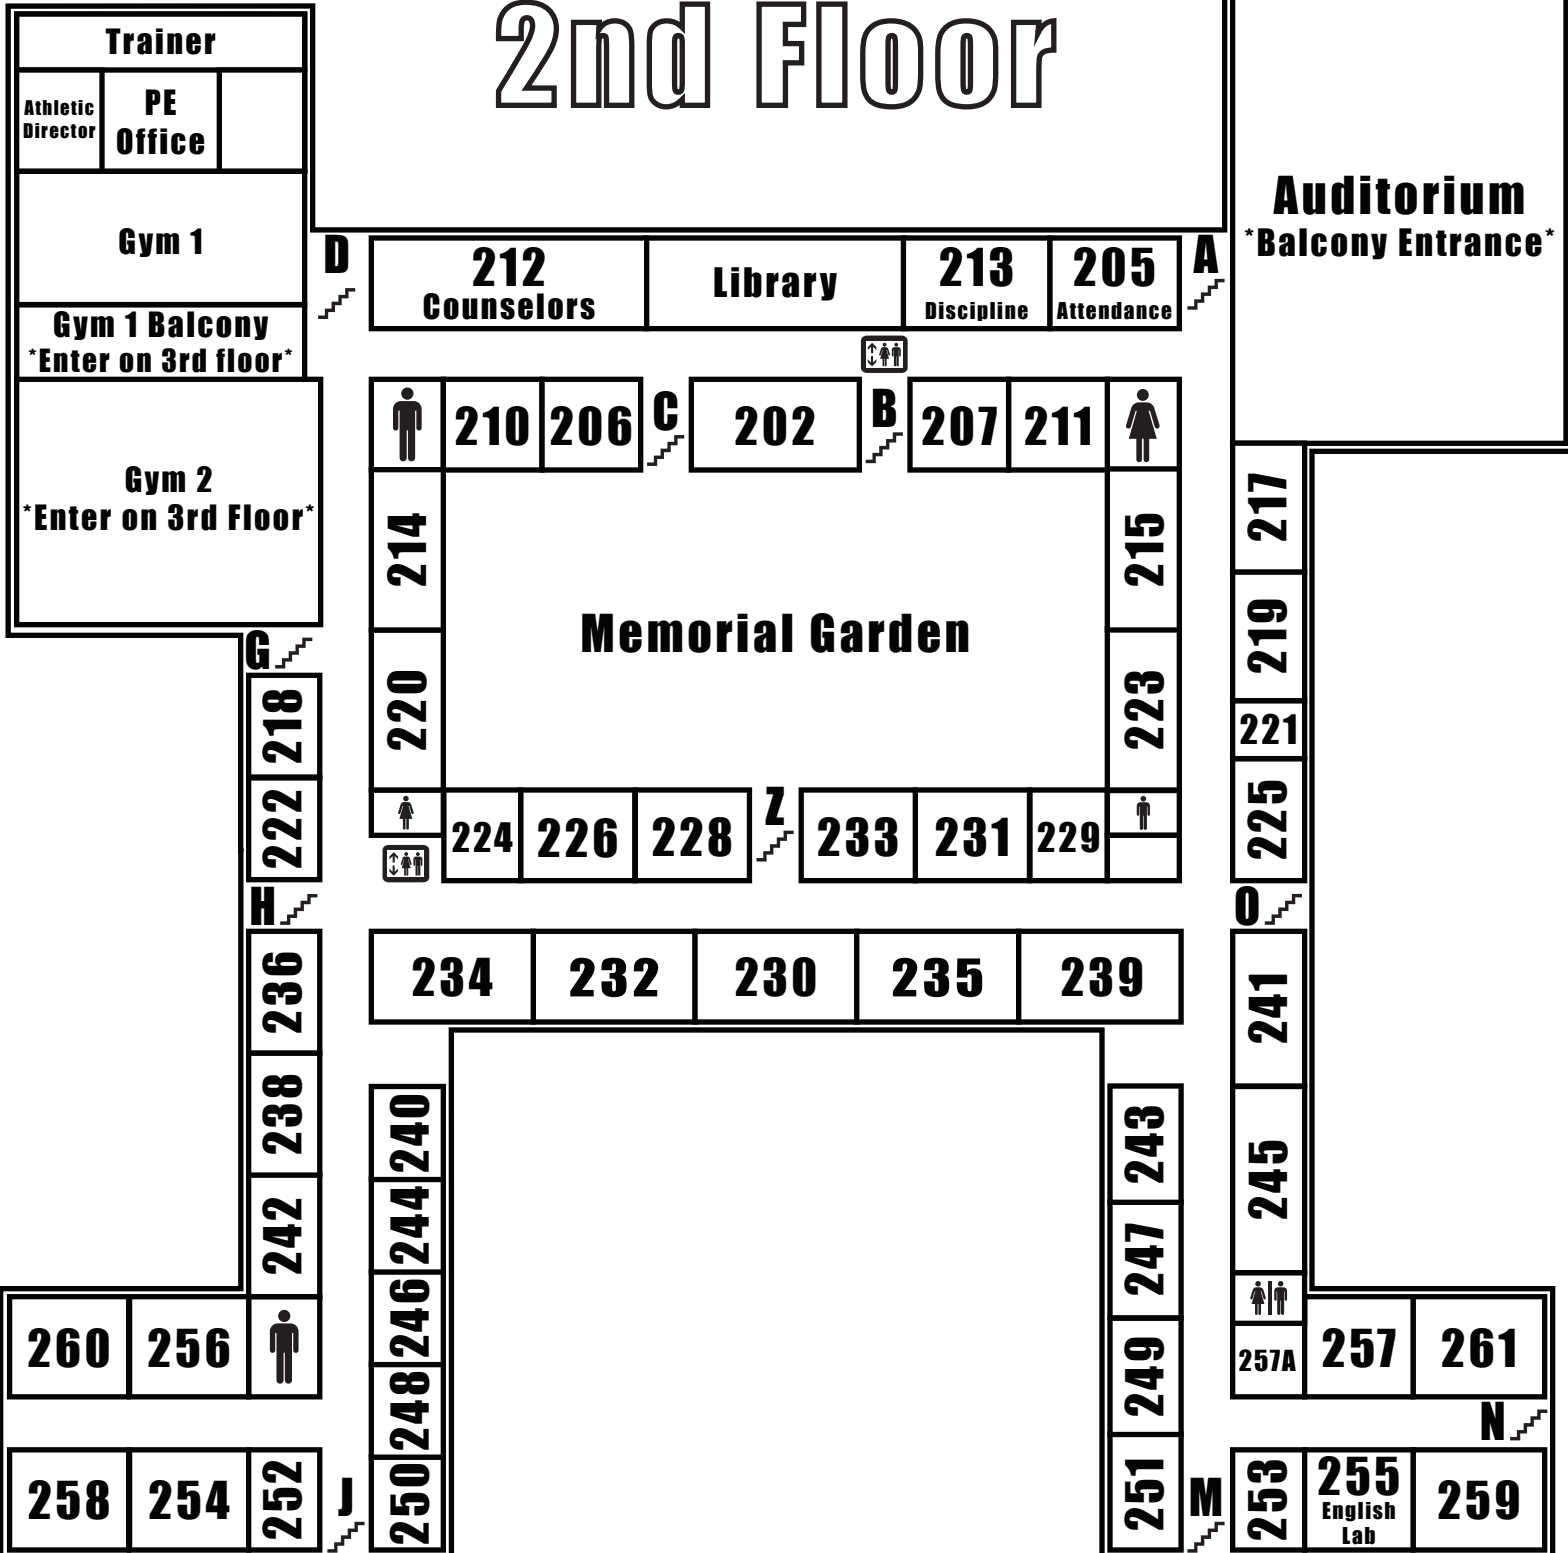 2nd Floor
Trainer
Athletic
Director
PE
Office
Gym 1
Gym 1 Balcony
*Enter on 3rd floor*
Gym 2
*Enter on 3rd Floor*
Auditorium
*Balcony Entrance*
D
212
Counselors
Library
213
Discipline
205
Attendance
A
210
206
C
202
B
207
211
214
220
215
223
Memorial Garden
217
219
221
225
G
218
222
224
226
228
Z
233
231
229
H
O
234
232
230
235
239
236
238
242
241
245
240
244
246
248
250
243
247
249
251
260
256
257A
257
261
N
258
254
252
J
M
253
255
English
Lab
259